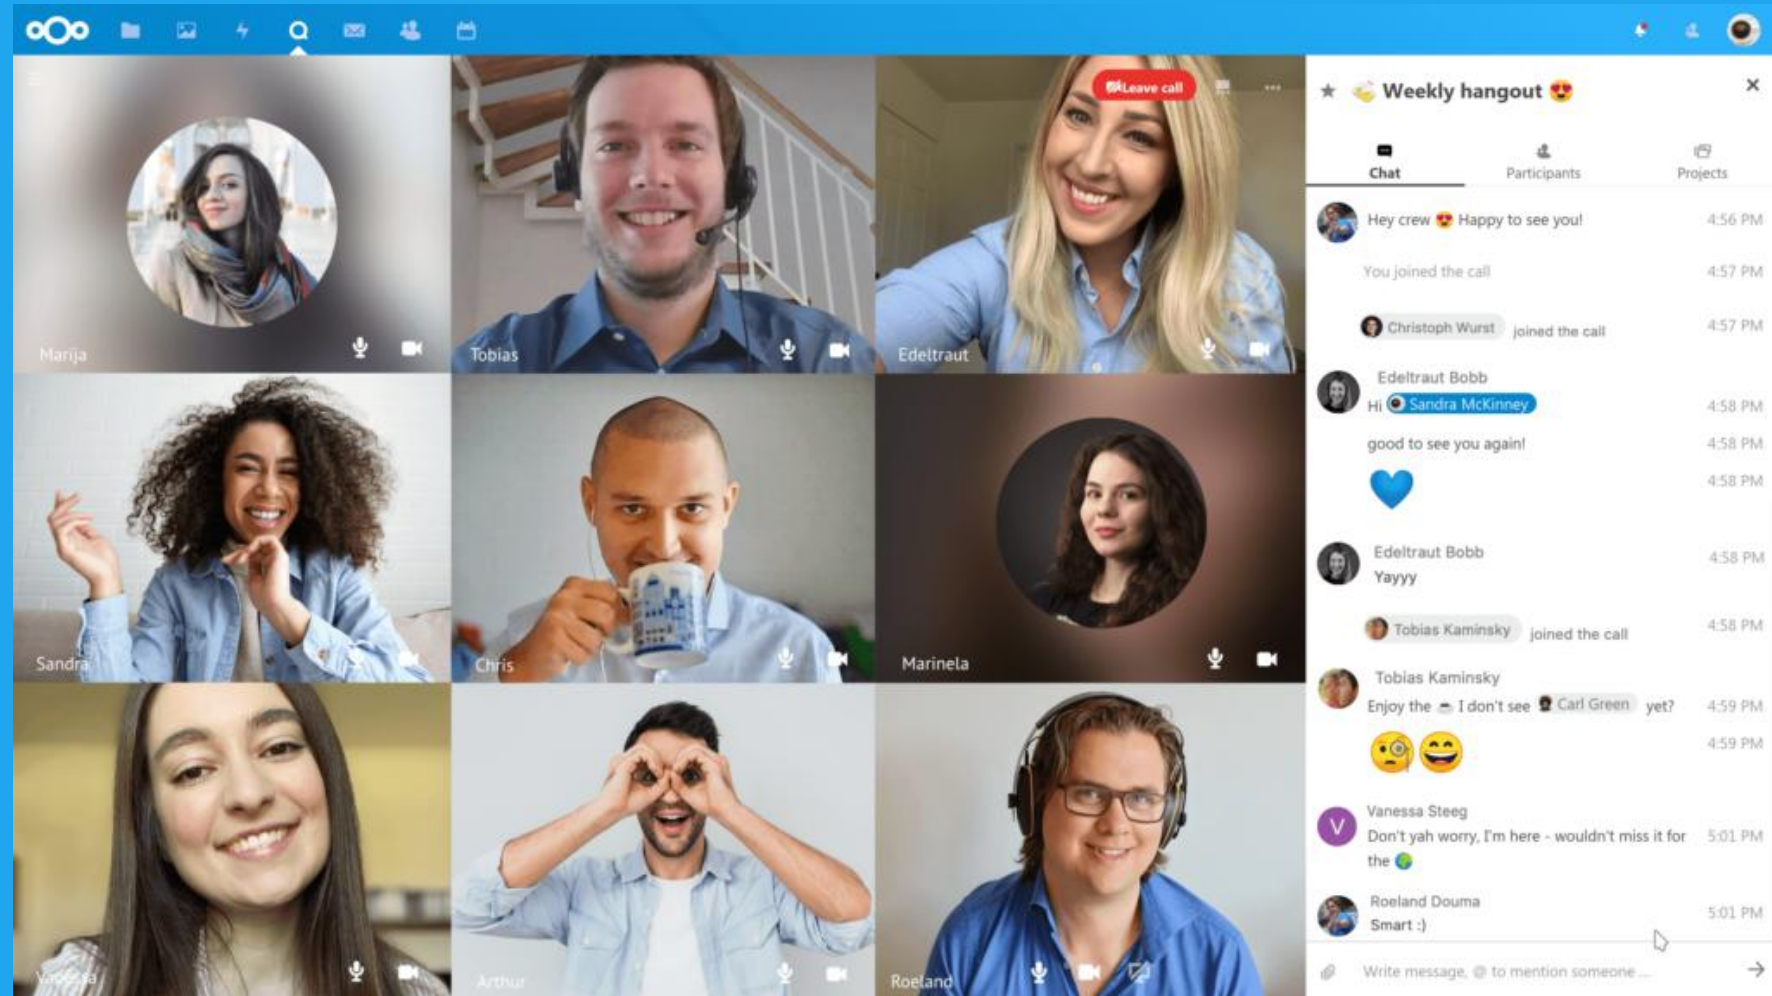 Leave call
Marija
Tobias
Edeltraut
Sandra
Chris
Marinela
Vanessa
Arthur
Roeland
Weekly hangout
Chat
Participants
Projects
Hey crew 😍 Happy to see you! 4:56 PM
You joined the call 4:57 PM
Christoph Wurst joined the call 4:57 PM
Edeltraut Bobb
Hi Sandra McKinney 4:58 PM
good to see you again! 4:58 PM
💙 4:58 PM
Edeltraut Bobb 4:58 PM
Yayyy
Tobias Kaminsky joined the call 4:58 PM
Tobias Kaminsky
Enjoy the ☕ I don't see Carl Green yet? 4:59 PM
🧐😄 4:59 PM
V
Vanessa Steeg
Don't yah worry, I'm here - wouldn't miss it for 5:01 PM
the 🌍
Roeland Douma
Smart :) 5:01 PM
Write message, @ to mention someone ...